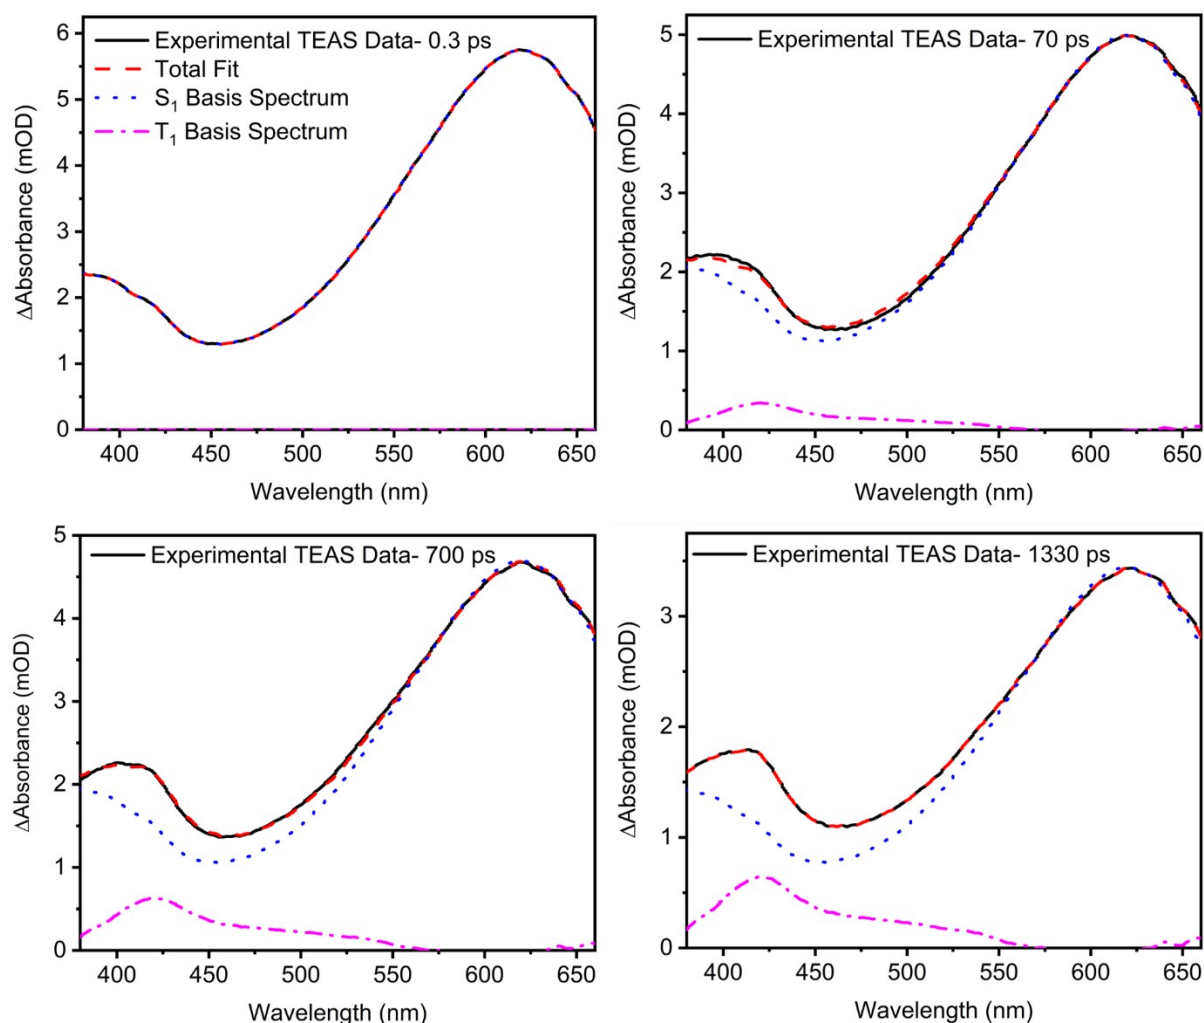 Experimental TEAS Data- 0.3 ps
Total Fit
S₁ Basis Spectrum
T₁ Basis Spectrum
ΔAbsorbance (mOD)
6
5
4
3
2
1
0
400 450 500 550 600 650
Wavelength (nm)
Experimental TEAS Data- 70 ps
ΔAbsorbance (mOD)
5
4
3
2
1
0
400 450 500 550 600 650
Wavelength (nm)
Experimental TEAS Data- 700 ps
ΔAbsorbance (mOD)
5
4
3
2
1
0
400 450 500 550 600 650
Wavelength (nm)
Experimental TEAS Data- 1330 ps
ΔAbsorbance (mOD)
3
2
1
0
400 450 500 550 600 650
Wavelength (nm)